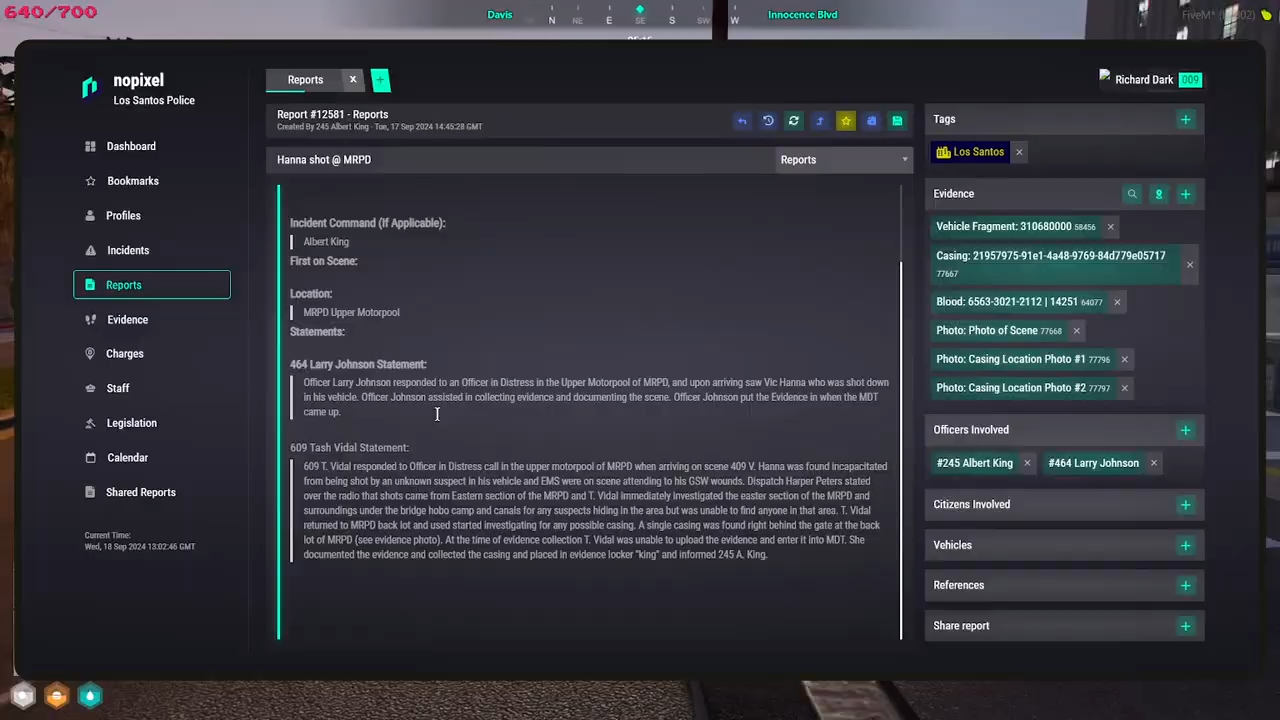 640/700
Davis
N NE E SE S SW W
Innocence Blvd
nopixel
Los Santos Police
Dashboard
Bookmarks
Profiles
Incidents
Reports
Evidence
Charges
Staff
Legislation
Calendar
Shared Reports
Current Time:
Wed, 18 Sep 2024 13:02:46 GMT
Reports x +
Richard Dark 009
Report #12581 - Reports
Created By 245 Albert King - Tue, 17 Sep 2024 14:45:28 GMT
Hanna shot @ MRPD
Reports
Incident Command (If Applicable):
Albert King
First on Scene:
Location:
MRPD Upper Motorpool
Statements:
464 Larry Johnson Statement:
Officer Larry Johnson responded to an Officer in Distress in the Upper Motorpool of MRPD, and upon arriving saw Vic Hanna who was shot down
in his vehicle. Officer Johnson assisted in collecting evidence and documenting the scene. Officer Johnson put the Evidence in when the MDT
came up.
609 Tash Vidal Statement:
609 T. Vidal responded to Officer in Distress call in the upper motorpool of MRPD when arriving on scene 409 V. Hanna was found incapacitated
from being shot by an unknown suspect in his vehicle and EMS were on scene attending to his GSW wounds. Dispatch Harper Peters stated
over the radio that shots came from Eastern section of the MRPD and T. Vidal immediately investigated the easter section of the MRPD and
surroundings under the bridge hobo camp and canals for any suspects hiding in the area but was unable to find anyone in that area. T. Vidal
returned to MRPD back lot and used started investigating for any possible casing. A single casing was found right behind the gate at the back
lot of MRPD (see evidence photo). At the time of evidence collection T. Vidal was unable to upload the evidence and enter it into MDT. She
documented the evidence and collected the casing and placed in evidence locker "king" and informed 245 A. King.
Tags
Los Santos
Evidence
Vehicle Fragment: 310680000 58456
Casing: 21957975-91e1-4a48-9769-84d779e05717
77667
Blood: 6563-3021-2112 | 14251 64077
Photo: Photo of Scene 77668
Photo: Casing Location Photo #1 77796
Photo: Casing Location Photo #2 77797
Officers Involved
#245 Albert King
#464 Larry Johnson
Citizens Involved
Vehicles
References
Share report